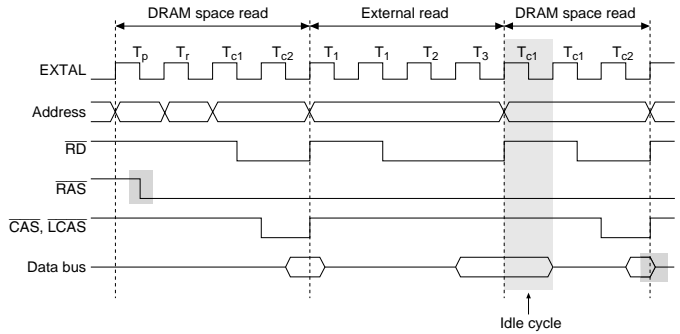 DRAM space read External read DRAM space read
EXTAL Tp Tr Tc1 Tc2 T1 T1 T2 T3 Tc1 Tc1 Tc2
Address
RD
RAS
CAS, LCAS
Data bus
Idle cycle